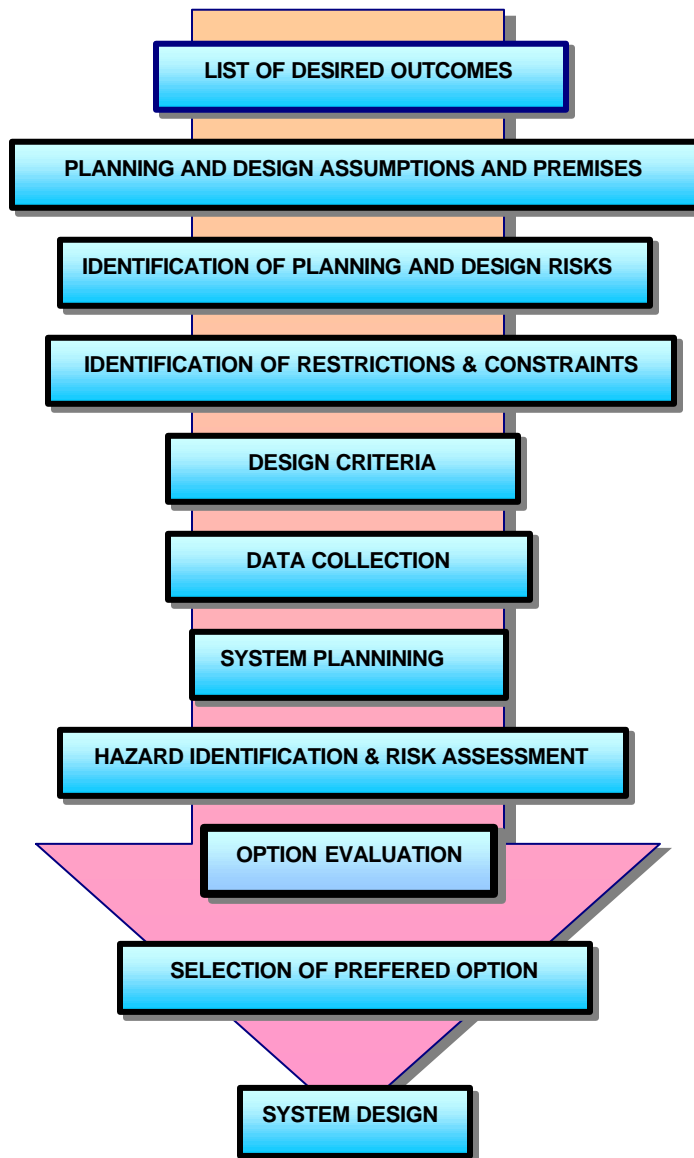 LIST OF DESIRED OUTCOMES
PLANNING AND DESIGN ASSUMPTIONS AND PREMISES
IDENTIFICATION OF PLANNING AND DESIGN RISKS
IDENTIFICATION OF RESTRICTIONS & CONSTRAINTS
DESIGN CRITERIA
DATA COLLECTION
SYSTEM PLANNINING
HAZARD IDENTIFICATION & RISK ASSESSMENT
OPTION EVALUATION
SELECTION OF PREFERED OPTION
SYSTEM DESIGN